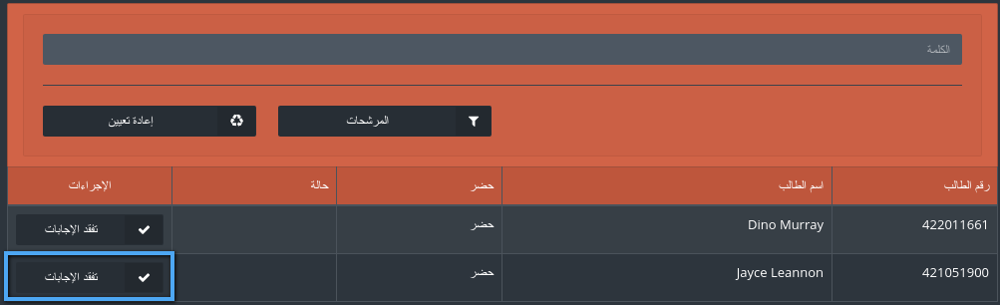 الكلمة
المرشحات
إعادة تعيين
رقم الطالب اسم الطالب حضر حالة الإجراءات
422011661 Dino Murray حضر تفقد الإجابات
421051900 Jayce Leannon حضر تفقد الإجابات